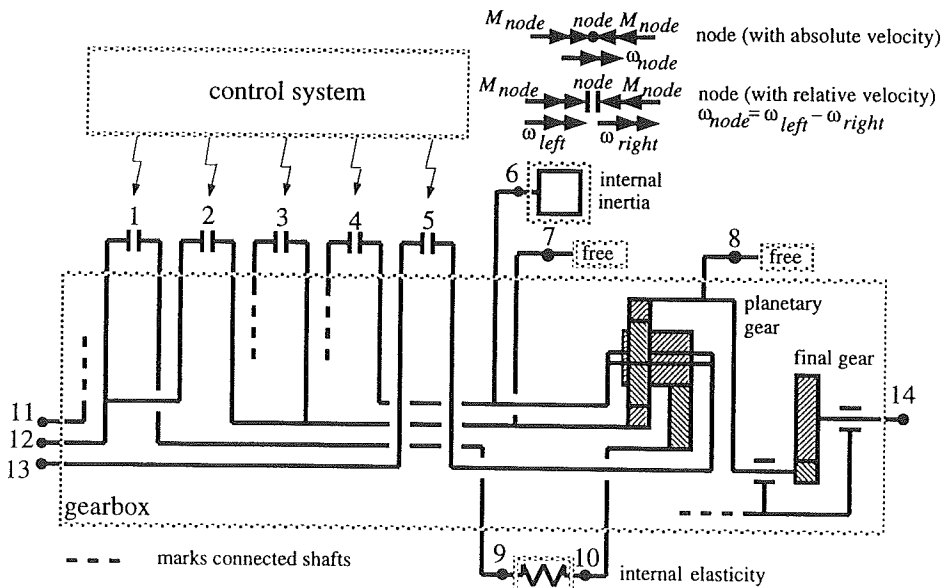 M node node M node
node (with absolute velocity)
ω node
M node node M node
node (with relative velocity)
ω node = ω left - ω right
ω left ω right
control system
6
internal
inertia
1 2 3 4 5
7
free
8
free
planetary
gear
final gear
11
12
13
14
gearbox
marks connected shafts
9 10
internal elasticity